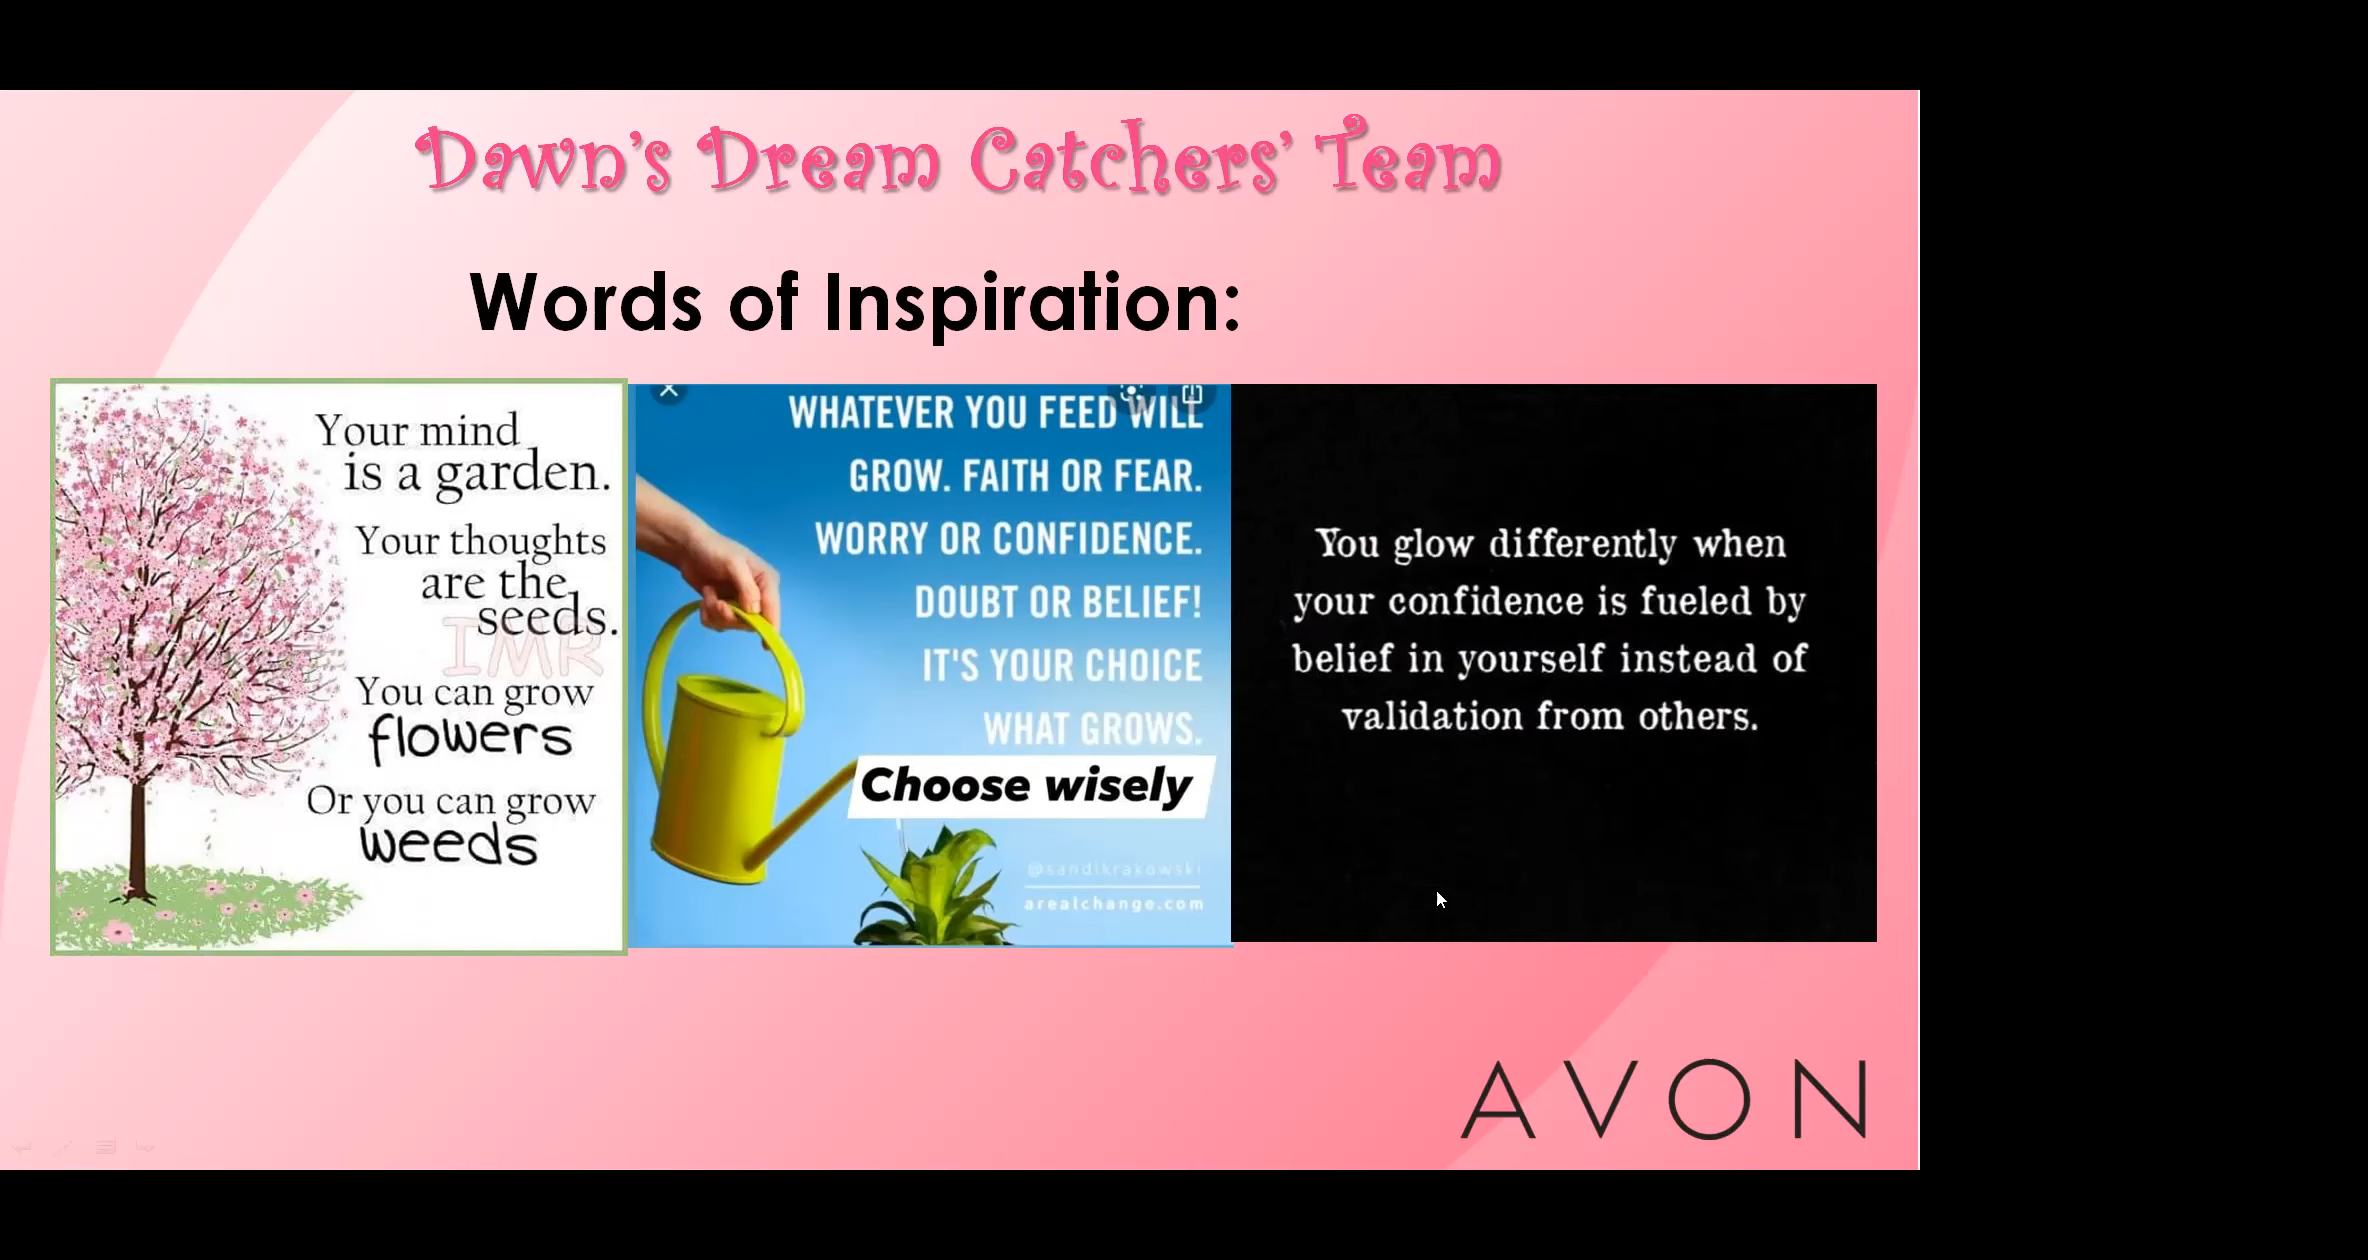 Dawn's Dream Catchers' Team
Words of Inspiration:
Your mind
is a garden.
Your thoughts
are the
seeds.
IMR
You can grow
flowers
Or you can grow
weeds
WHATEVER YOU FEED WILL
GROW. FAITH OR FEAR.
WORRY OR CONFIDENCE.
DOUBT OR BELIEF!
IT'S YOUR CHOICE
WHAT GROWS.
Choose wisely
@sandikrakowski
arealchange.com
You glow differently when
your confidence is fueled by
belief in yourself instead of
validation from others.
AVON